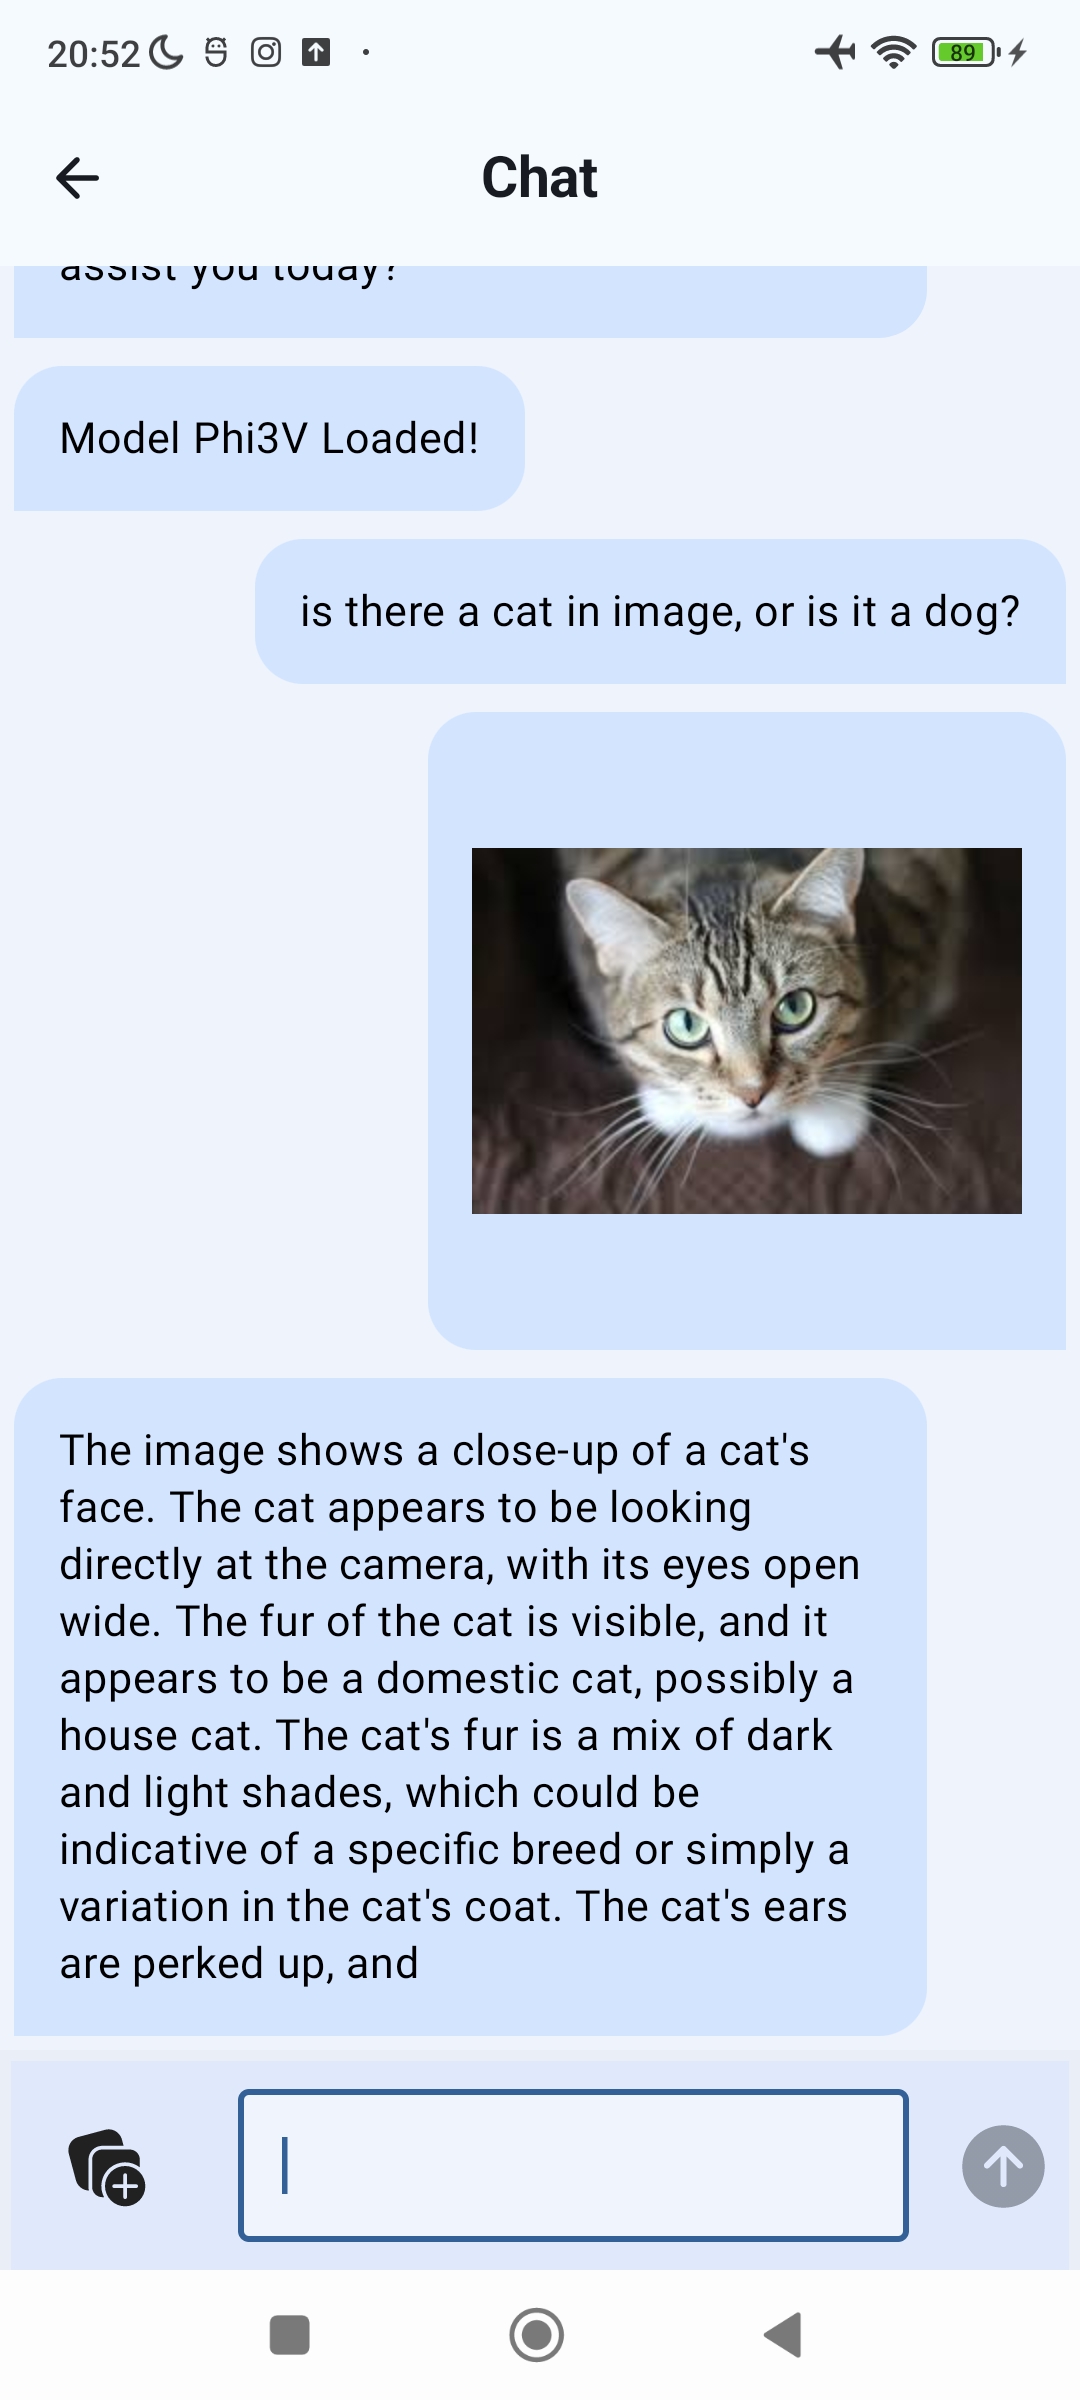 20:52
89
Chat
assist you today?
Model Phi3V Loaded!
is there a cat in image, or is it a dog?
The image shows a close-up of a cat's
face. The cat appears to be looking
directly at the camera, with its eyes open
wide. The fur of the cat is visible, and it
appears to be a domestic cat, possibly a
house cat. The cat's fur is a mix of dark
and light shades, which could be
indicative of a specific breed or simply a
variation in the cat's coat. The cat's ears
are perked up, and